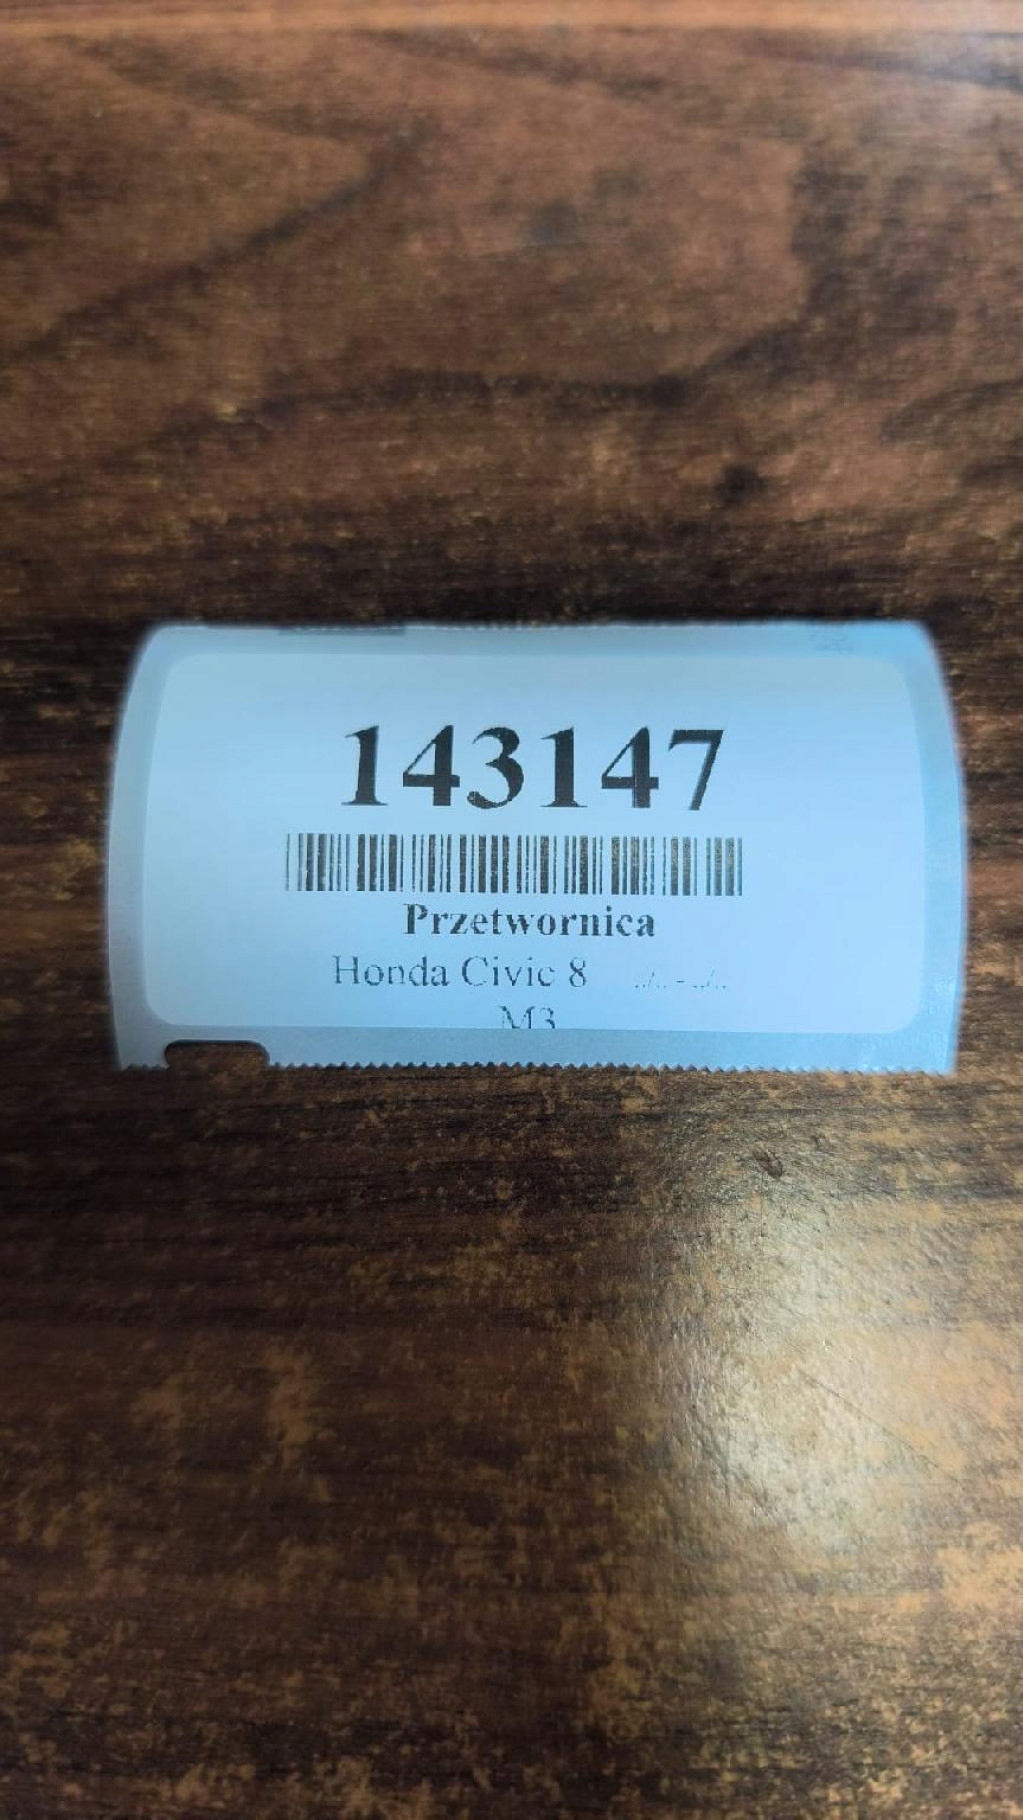 143147
Przetwornica
Honda Civic 8 ../.. - ../..
M3